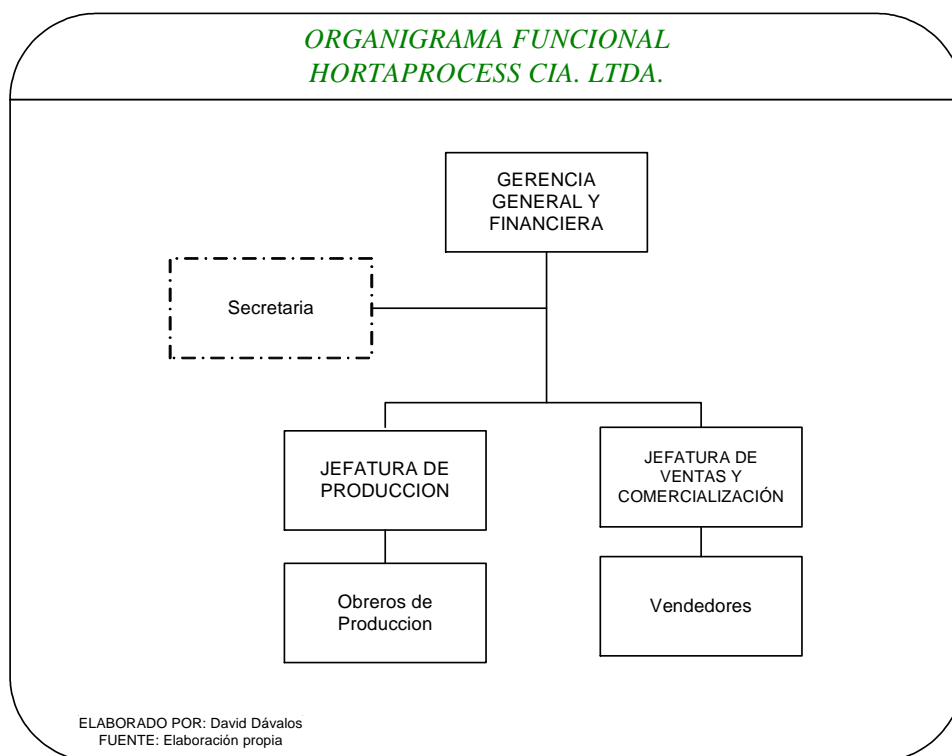 ORGANIGRAMA FUNCIONAL
HORTAPROCESS CIA. LTDA.
GERENCIA
GENERAL Y
FINANCIERA
Secretaria
JEFATURA DE
PRODUCCION
JEFATURA DE
VENTAS Y
COMERCIALIZACIÓN
Obreros de
Produccion
Vendedores
ELABORADO POR: David Dávalos
FUENTE: Elaboración propia